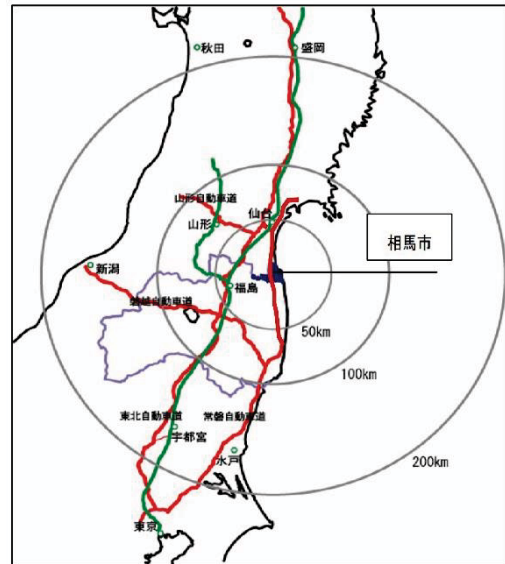 秋田
盛岡
山形自動車道
仙台
山形
相馬市
新潟
福島
磐越自動車道
50km
100km
東北自動車道
常磐自動車道
宇都宮
水戸
200km
東京